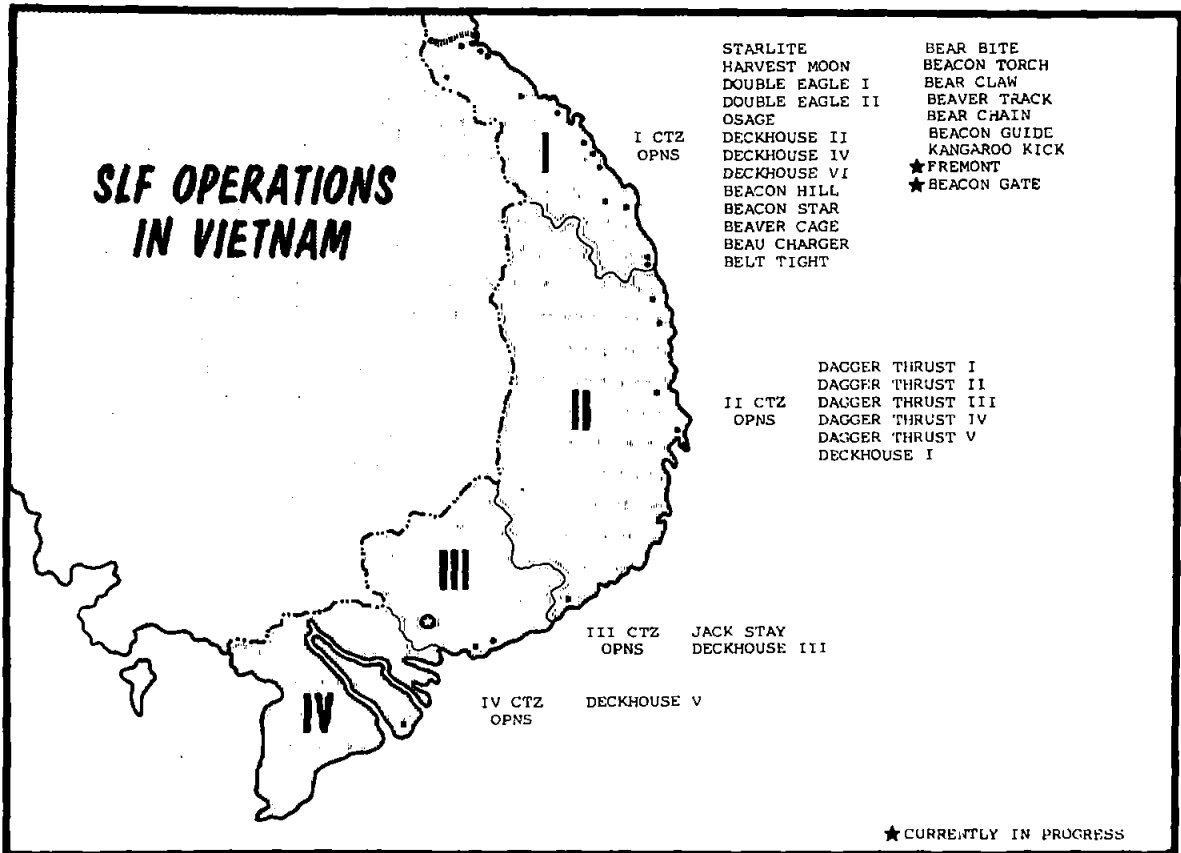 SLF OPERATIONS
IN VIETNAM
I
I CTZ
OPNS
STARLITE
HARVEST MOON
DOUBLE EAGLE I
DOUBLE EAGLE II
OSAGE
DECKHOUSE II
DECKHOUSE IV
DECKHOUSE VI
BEACON HILL
BEACON STAR
BEAVER CAGE
BEAU CHARGER
BELT TIGHT
BEAR BITE
BEACON TORCH
BEAR CLAW
BEAVER TRACK
BEAR CHAIN
BEACON GUIDE
KANGAROO KICK
★ FREMONT
★ BEACON GATE
II
II CTZ
OPNS
DAGGER THRUST I
DAGGER THRUST II
DAGGER THRUST III
DAGGER THRUST IV
DAGGER THRUST V
DECKHOUSE I
III
III CTZ
OPNS
JACK STAY
DECKHOUSE III
IV
IV CTZ
OPNS
DECKHOUSE V
★ CURRENTLY IN PROGRESS